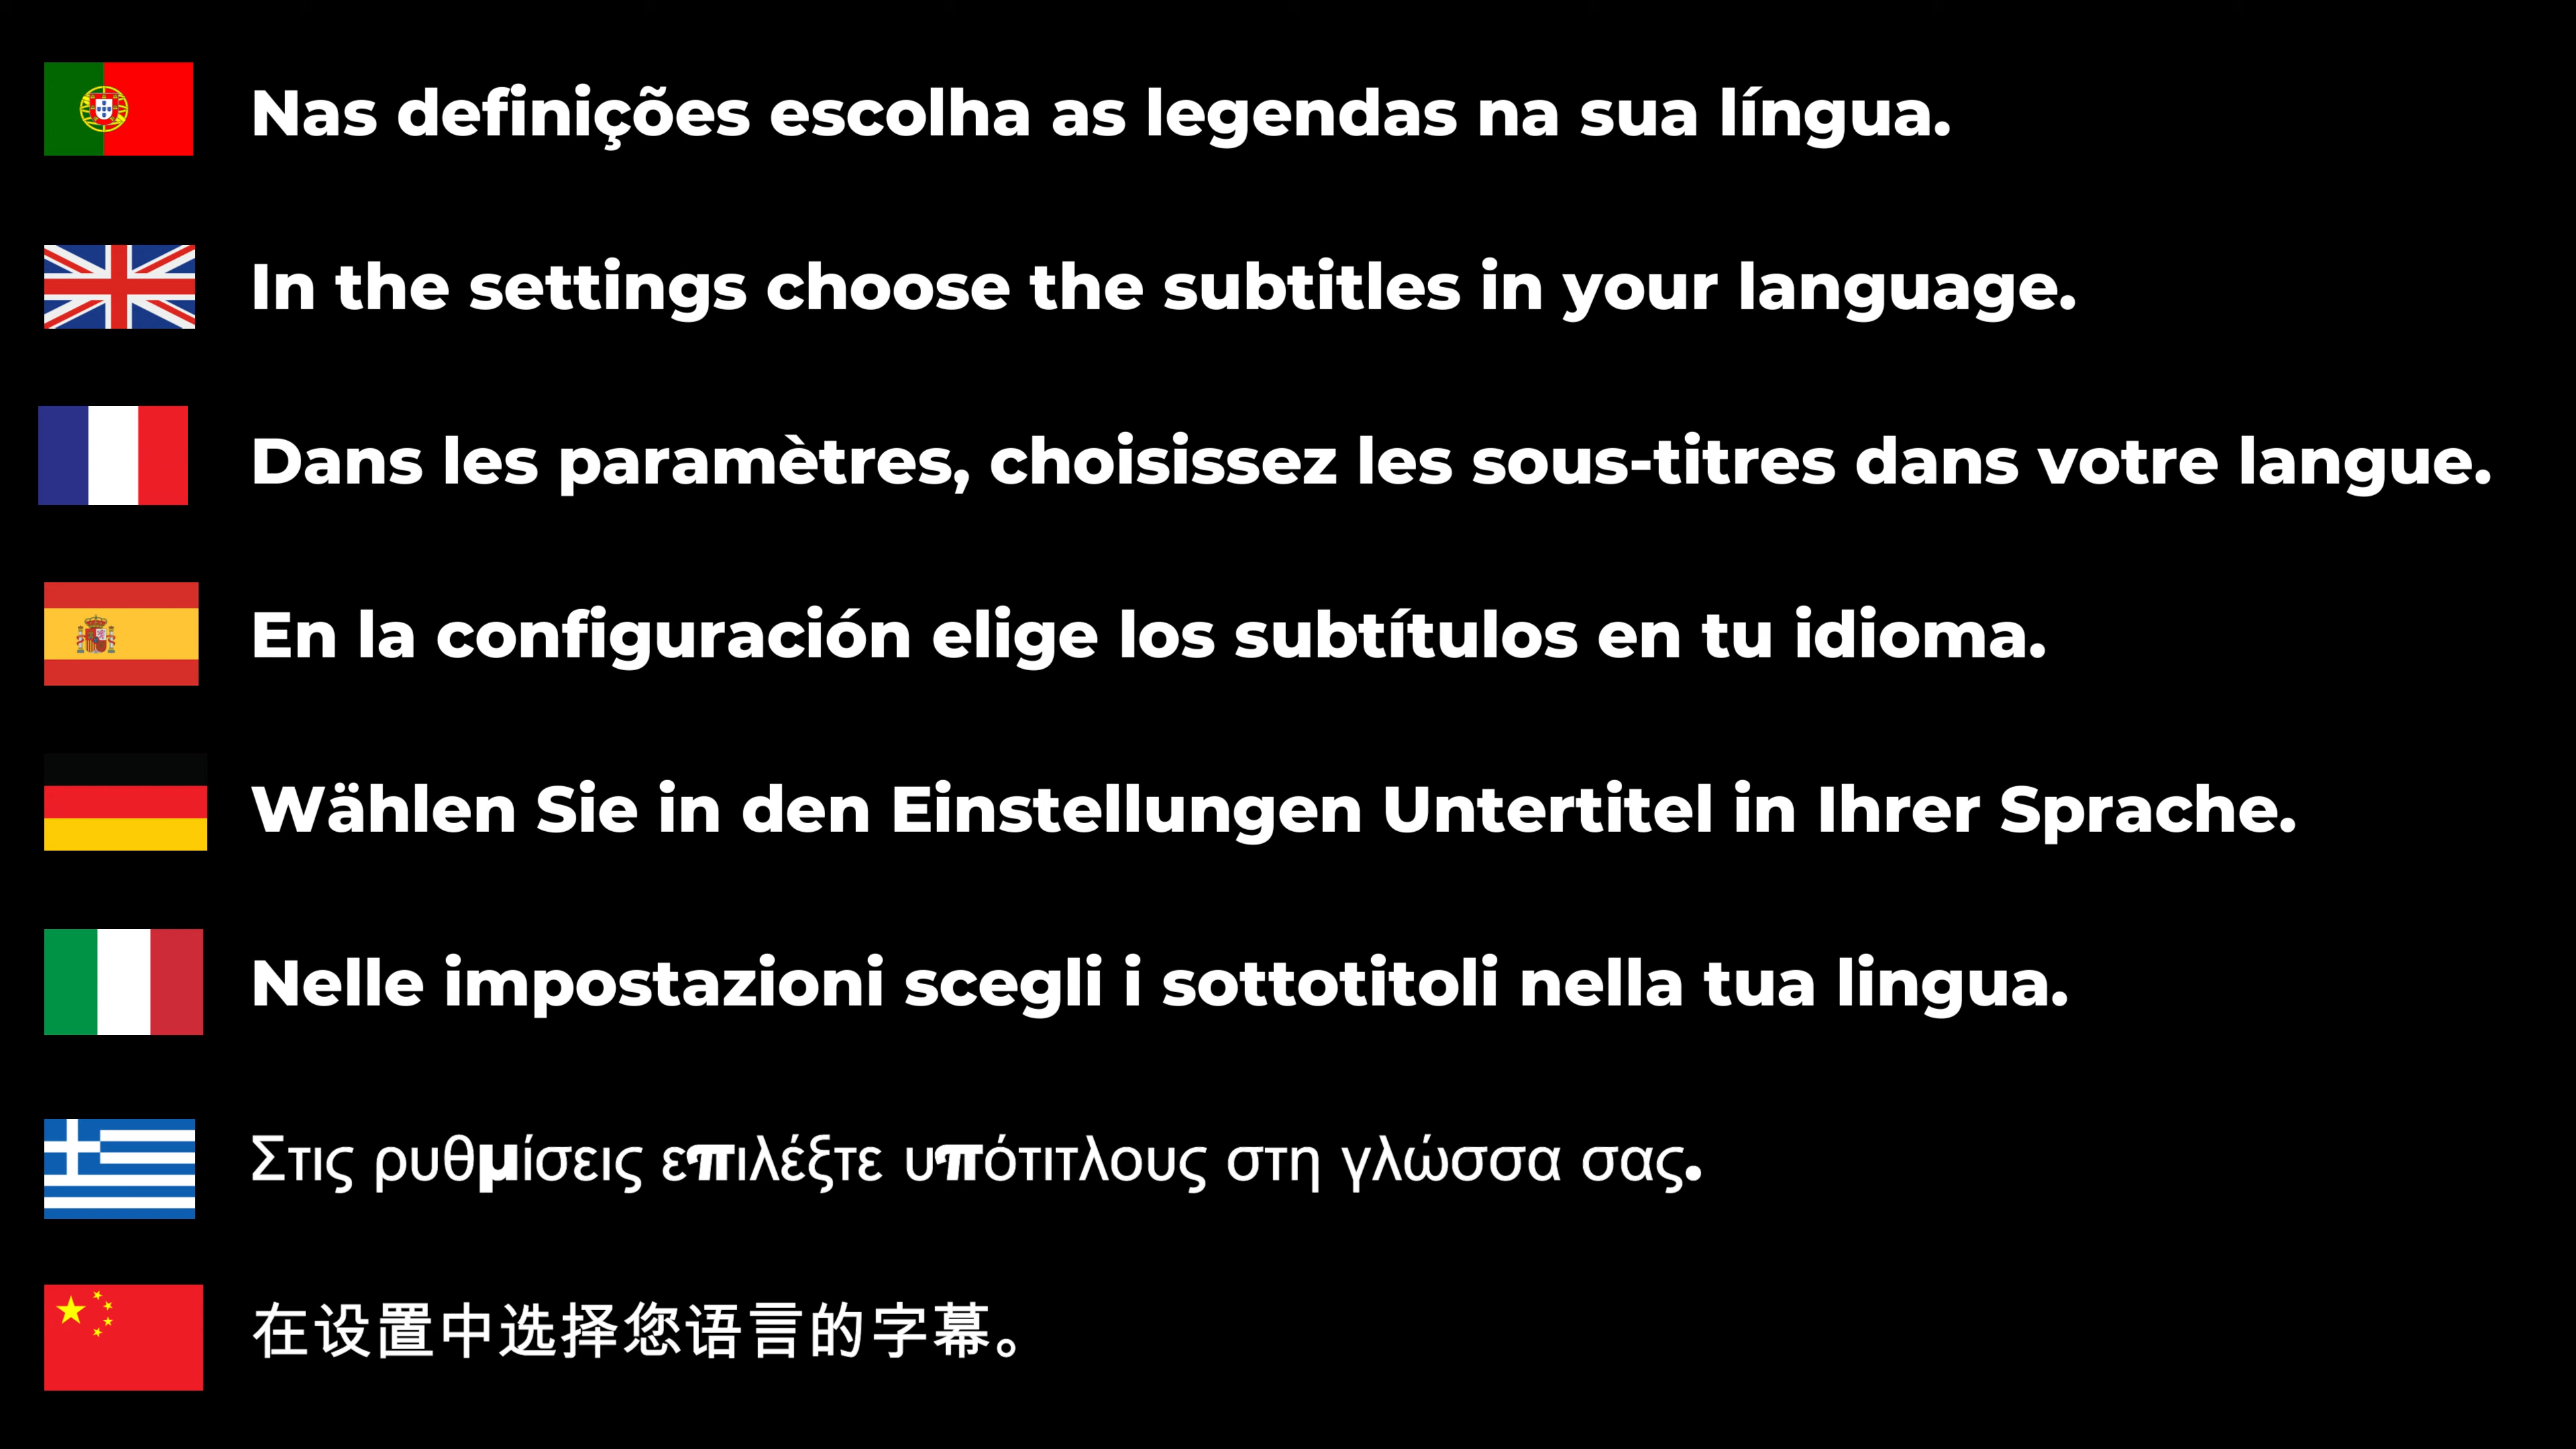 Nas definições escolha as legendas na sua língua.
In the settings choose the subtitles in your language.
Dans les paramètres, choisissez les sous-titres dans votre langue.
En la configuración elige los subtítulos en tu idioma.
Wählen Sie in den Einstellungen Untertitel in Ihrer Sprache.
Nelle impostazioni scegli i sottotitoli nella tua lingua.
Στις ρυθμίσεις επιλέξτε υπότιτλους στη γλώσσα σας.
在设置中选择您语言的字幕。